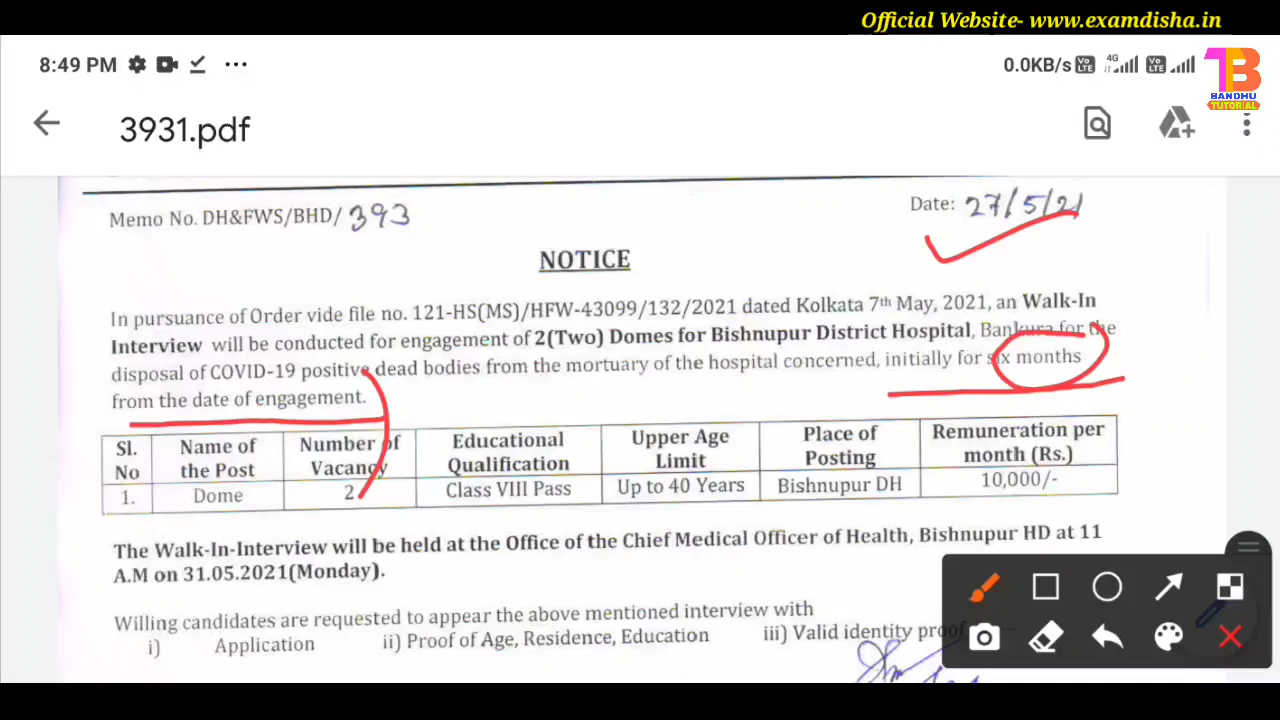 Official Website- www.examdisha.in
8:49 PM ...
0.0KB/s Vo LTE 4G Vo LTE
BANDHU
TUTORIAL
3931.pdf
Memo No. DH&FWS/BHD/ 393
Date: 27/5/21
NOTICE
In pursuance of Order vide file no. 121-HS(MS)/HFW-43099/132/2021 dated Kolkata 7th May, 2021, an Walk-In
Interview will be conducted for engagement of 2(Two) Domes for Bishnupur District Hospital, Bankura for the
disposal of COVID-19 positive dead bodies from the mortuary of the hospital concerned, initially for six months
from the date of engagement.
Sl. No Name of the Post Number of Vacancy Educational Qualification Upper Age Limit Place of Posting Remuneration per month (Rs.)
1. Dome 2 Class VIII Pass Up to 40 Years Bishnupur DH 10,000/-
The Walk-In-Interview will be held at the Office of the Chief Medical Officer of Health, Bishnupur HD at 11
A.M on 31.05.2021(Monday).
Willing candidates are requested to appear the above mentioned interview with
i) Application ii) Proof of Age, Residence, Education iii) Valid identity proof